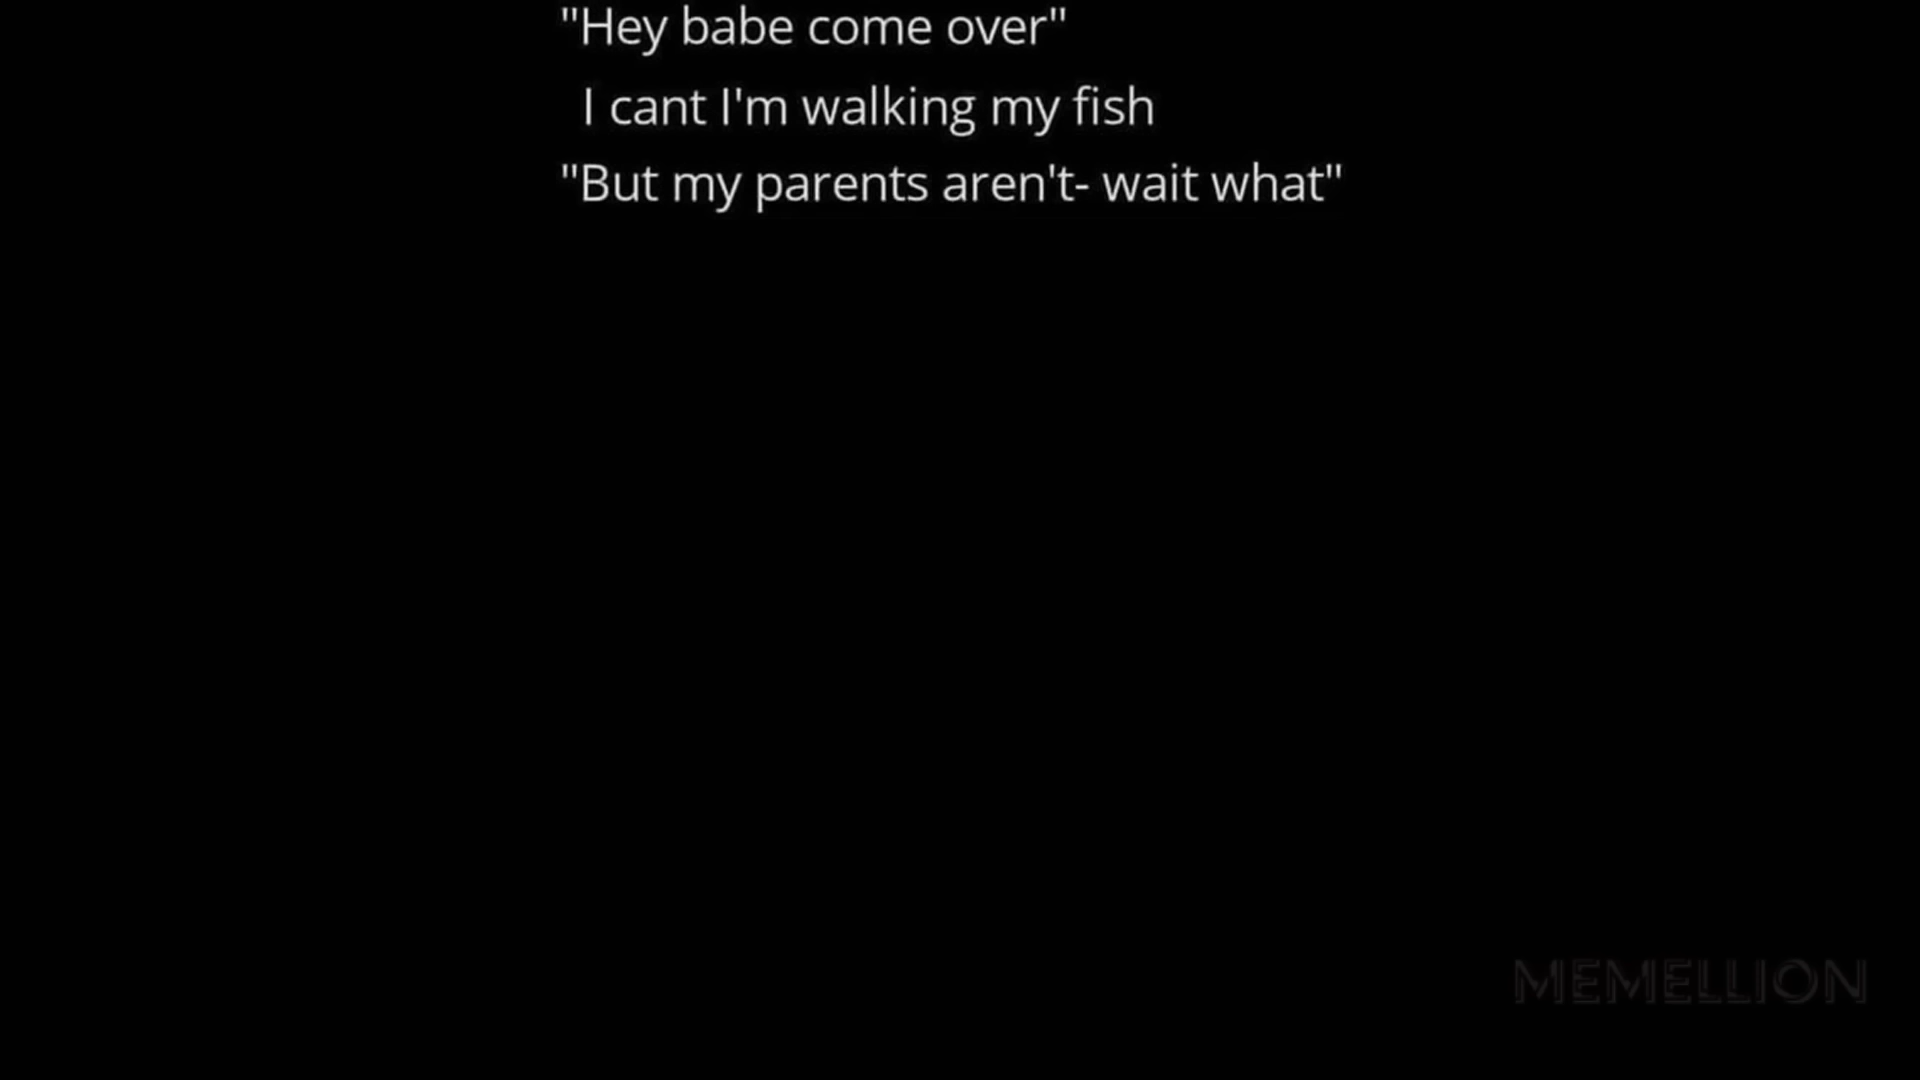 "Hey babe come over"
I cant I'm walking my fish
"But my parents aren't- wait what"
MEMELLION